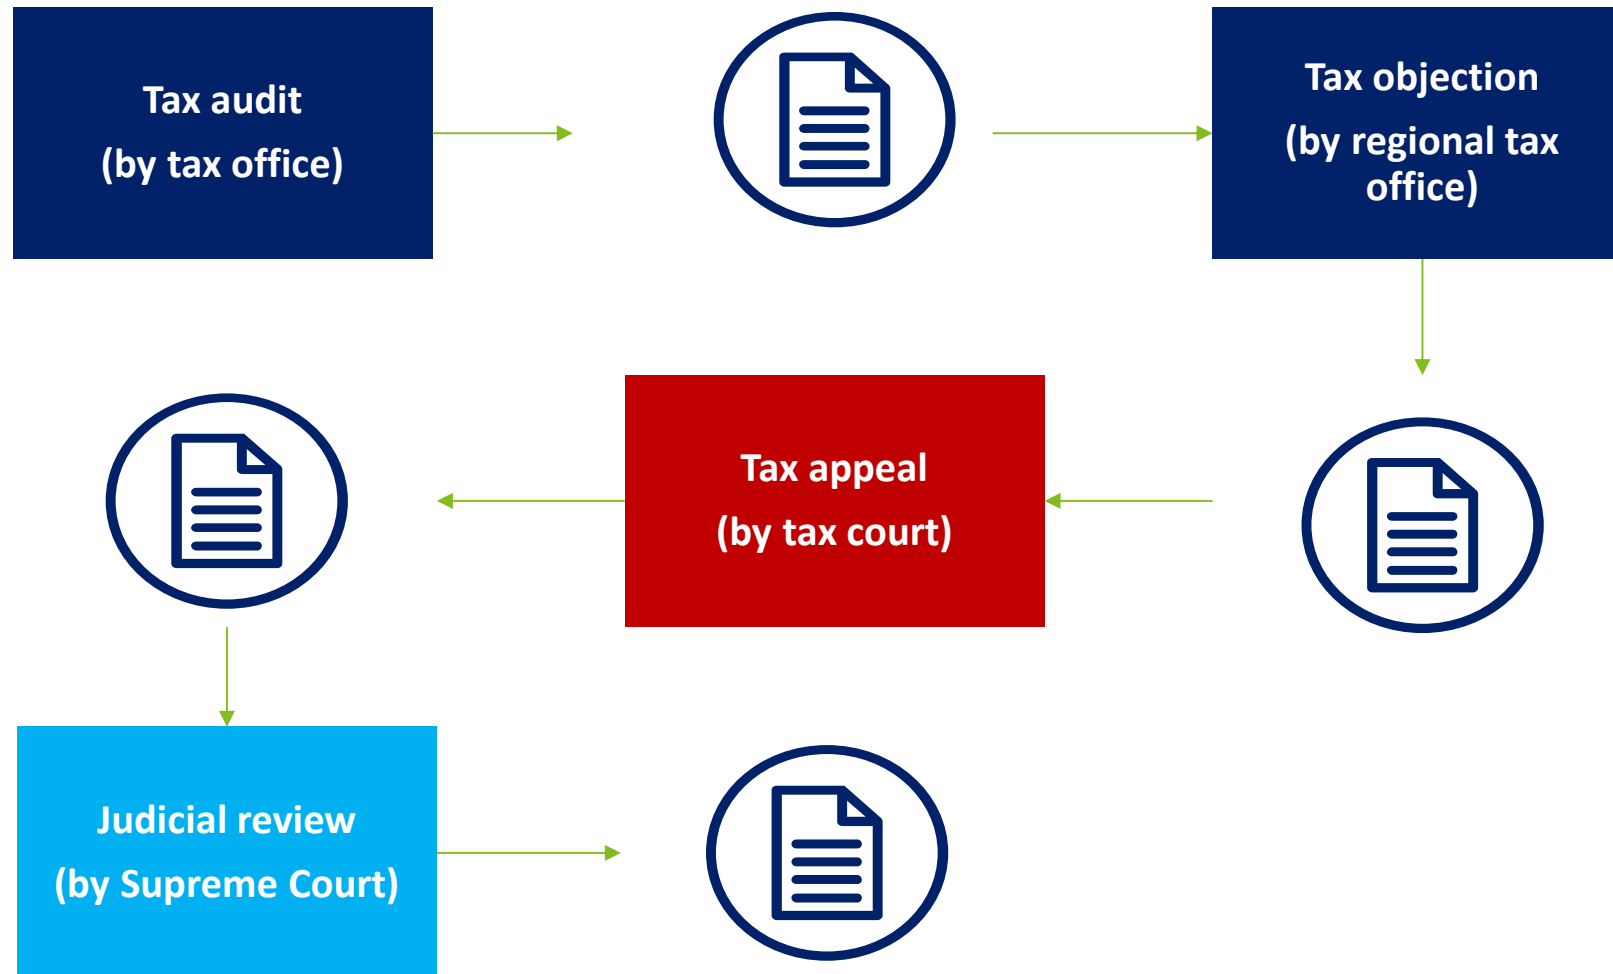 Tax audit
(by tax office)
Tax objection
(by regional tax
office)
Tax appeal
(by tax court)
Judicial review
(by Supreme Court)